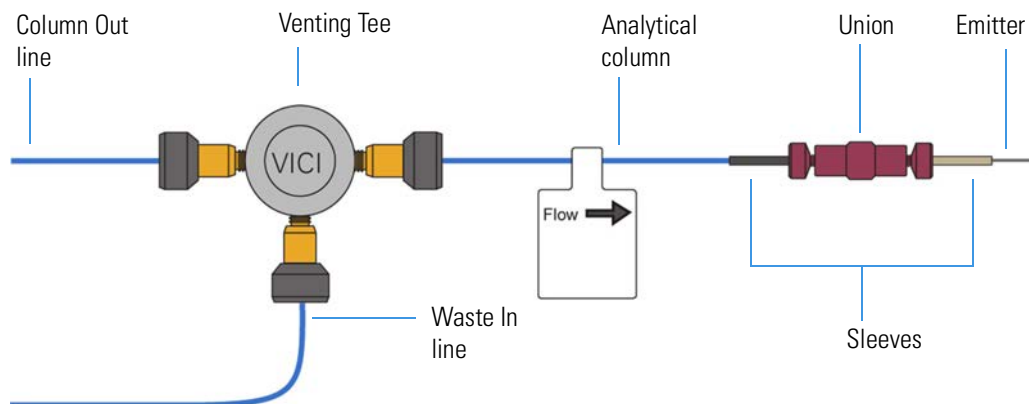 Column Out
line
Venting Tee
Analytical
column
Union
Emitter
VICI
Flow
Waste In
line
Sleeves